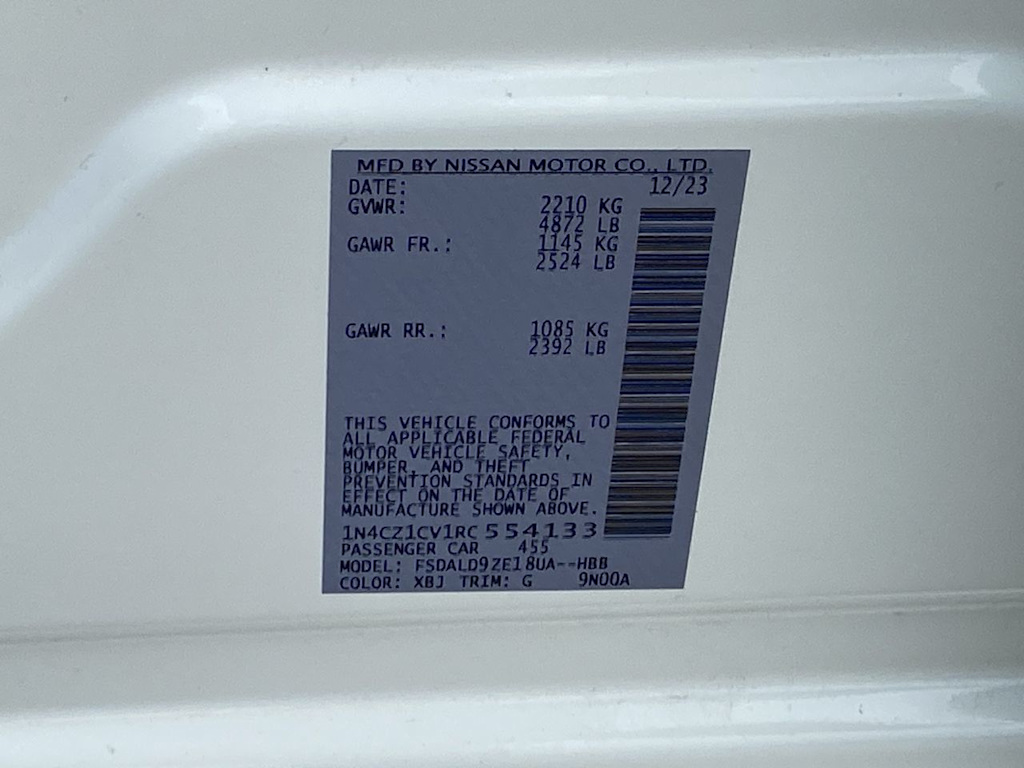 MFD BY NISSAN MOTOR CO., LTD.
DATE: 12/23
GVWR: 2210 KG
4872 LB
GAWR FR.: 1145 KG
2524 LB
GAWR RR.: 1085 KG
2392 LB
THIS VEHICLE CONFORMS TO
ALL APPLICABLE FEDERAL
MOTOR VEHICLE SAFETY,
BUMPER, AND THEFT
PREVENTION STANDARDS IN
EFFECT ON THE DATE OF
MANUFACTURE SHOWN ABOVE.
1N4CZ1CV1RC554133
PASSENGER CAR 455
MODEL: FSDALD9ZE18UA--HBB
COLOR: XBJ TRIM: G 9N00A